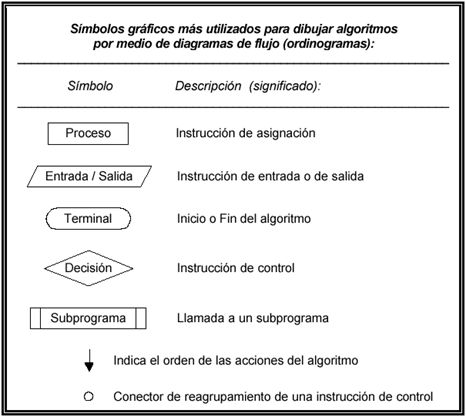 Símbolos gráficos más utilizados para dibujar algoritmos
por medio de diagramas de flujo (ordinogramas):
Símbolo Descripción (significado):
Proceso Instrucción de asignación
Entrada / Salida Instrucción de entrada o de salida
Terminal Inicio o Fin del algoritmo
Decisión Instrucción de control
Subprograma Llamada a un subprograma
Indica el orden de las acciones del algoritmo
Conector de reagrupamiento de una instrucción de control